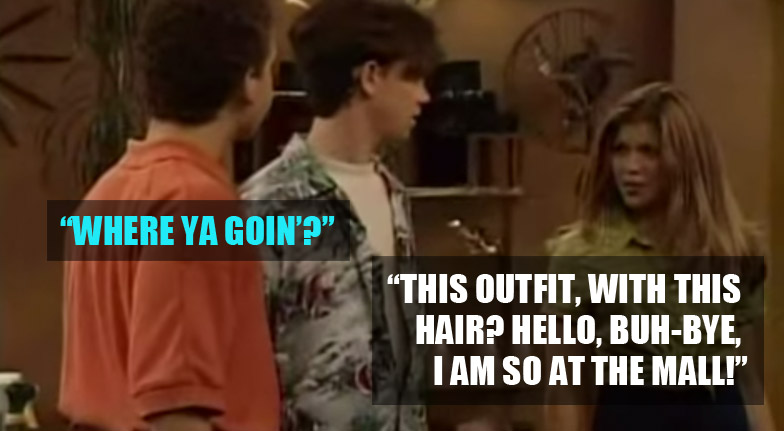 “WHERE YA GOIN’?”
“THIS OUTFIT, WITH THIS
HAIR? HELLO, BUH-BYE,
I AM SO AT THE MALL!”